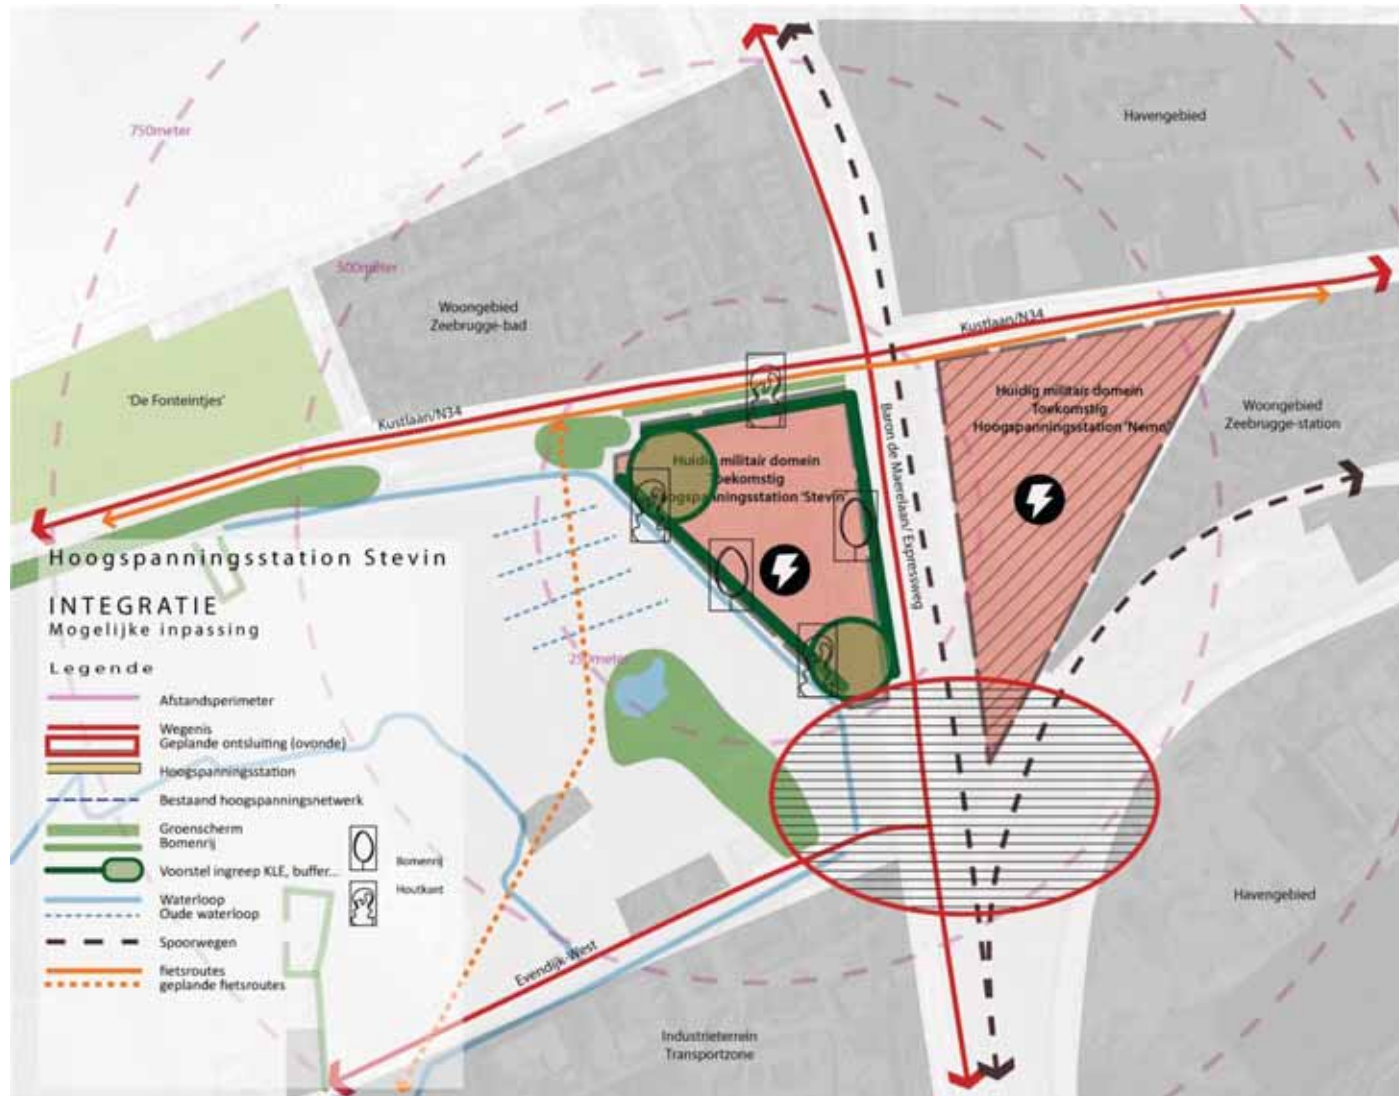 750meter
Havengebied
500meter
Woongebied
Zeebrugge-bad
Kustlaan/N34
'De Fonteintjes'
Kustlaan/N34
Huidig militair domein
Toekomstig
Hoogspanningsstation 'Nemo'
Woongebied
Zeebrugge-station
Huidig militair domein
Toekomstig
Hoogspanningsstation 'Stevin'
Baron de Maerelaan/ Expressweg
250meter
Hoogspanningsstation Stevin
INTEGRATIE
Mogelijke inpassing
Legende
Afstandsperimeter
Wegenis
Geplande ontsluiting (ovonde)
Hoogspanningsstation
Bestaand hoogspanningsnetwerk
Groenscherm
Bomenrij
Voorstel ingreep KLE, buffer...
Waterloop
Oude waterloop
Spoorwegen
fietsroutes
geplande fietsroutes
Bomenrij
Houtkant
Evendijk-West
Havengebied
Industrieterrein
Transportzone